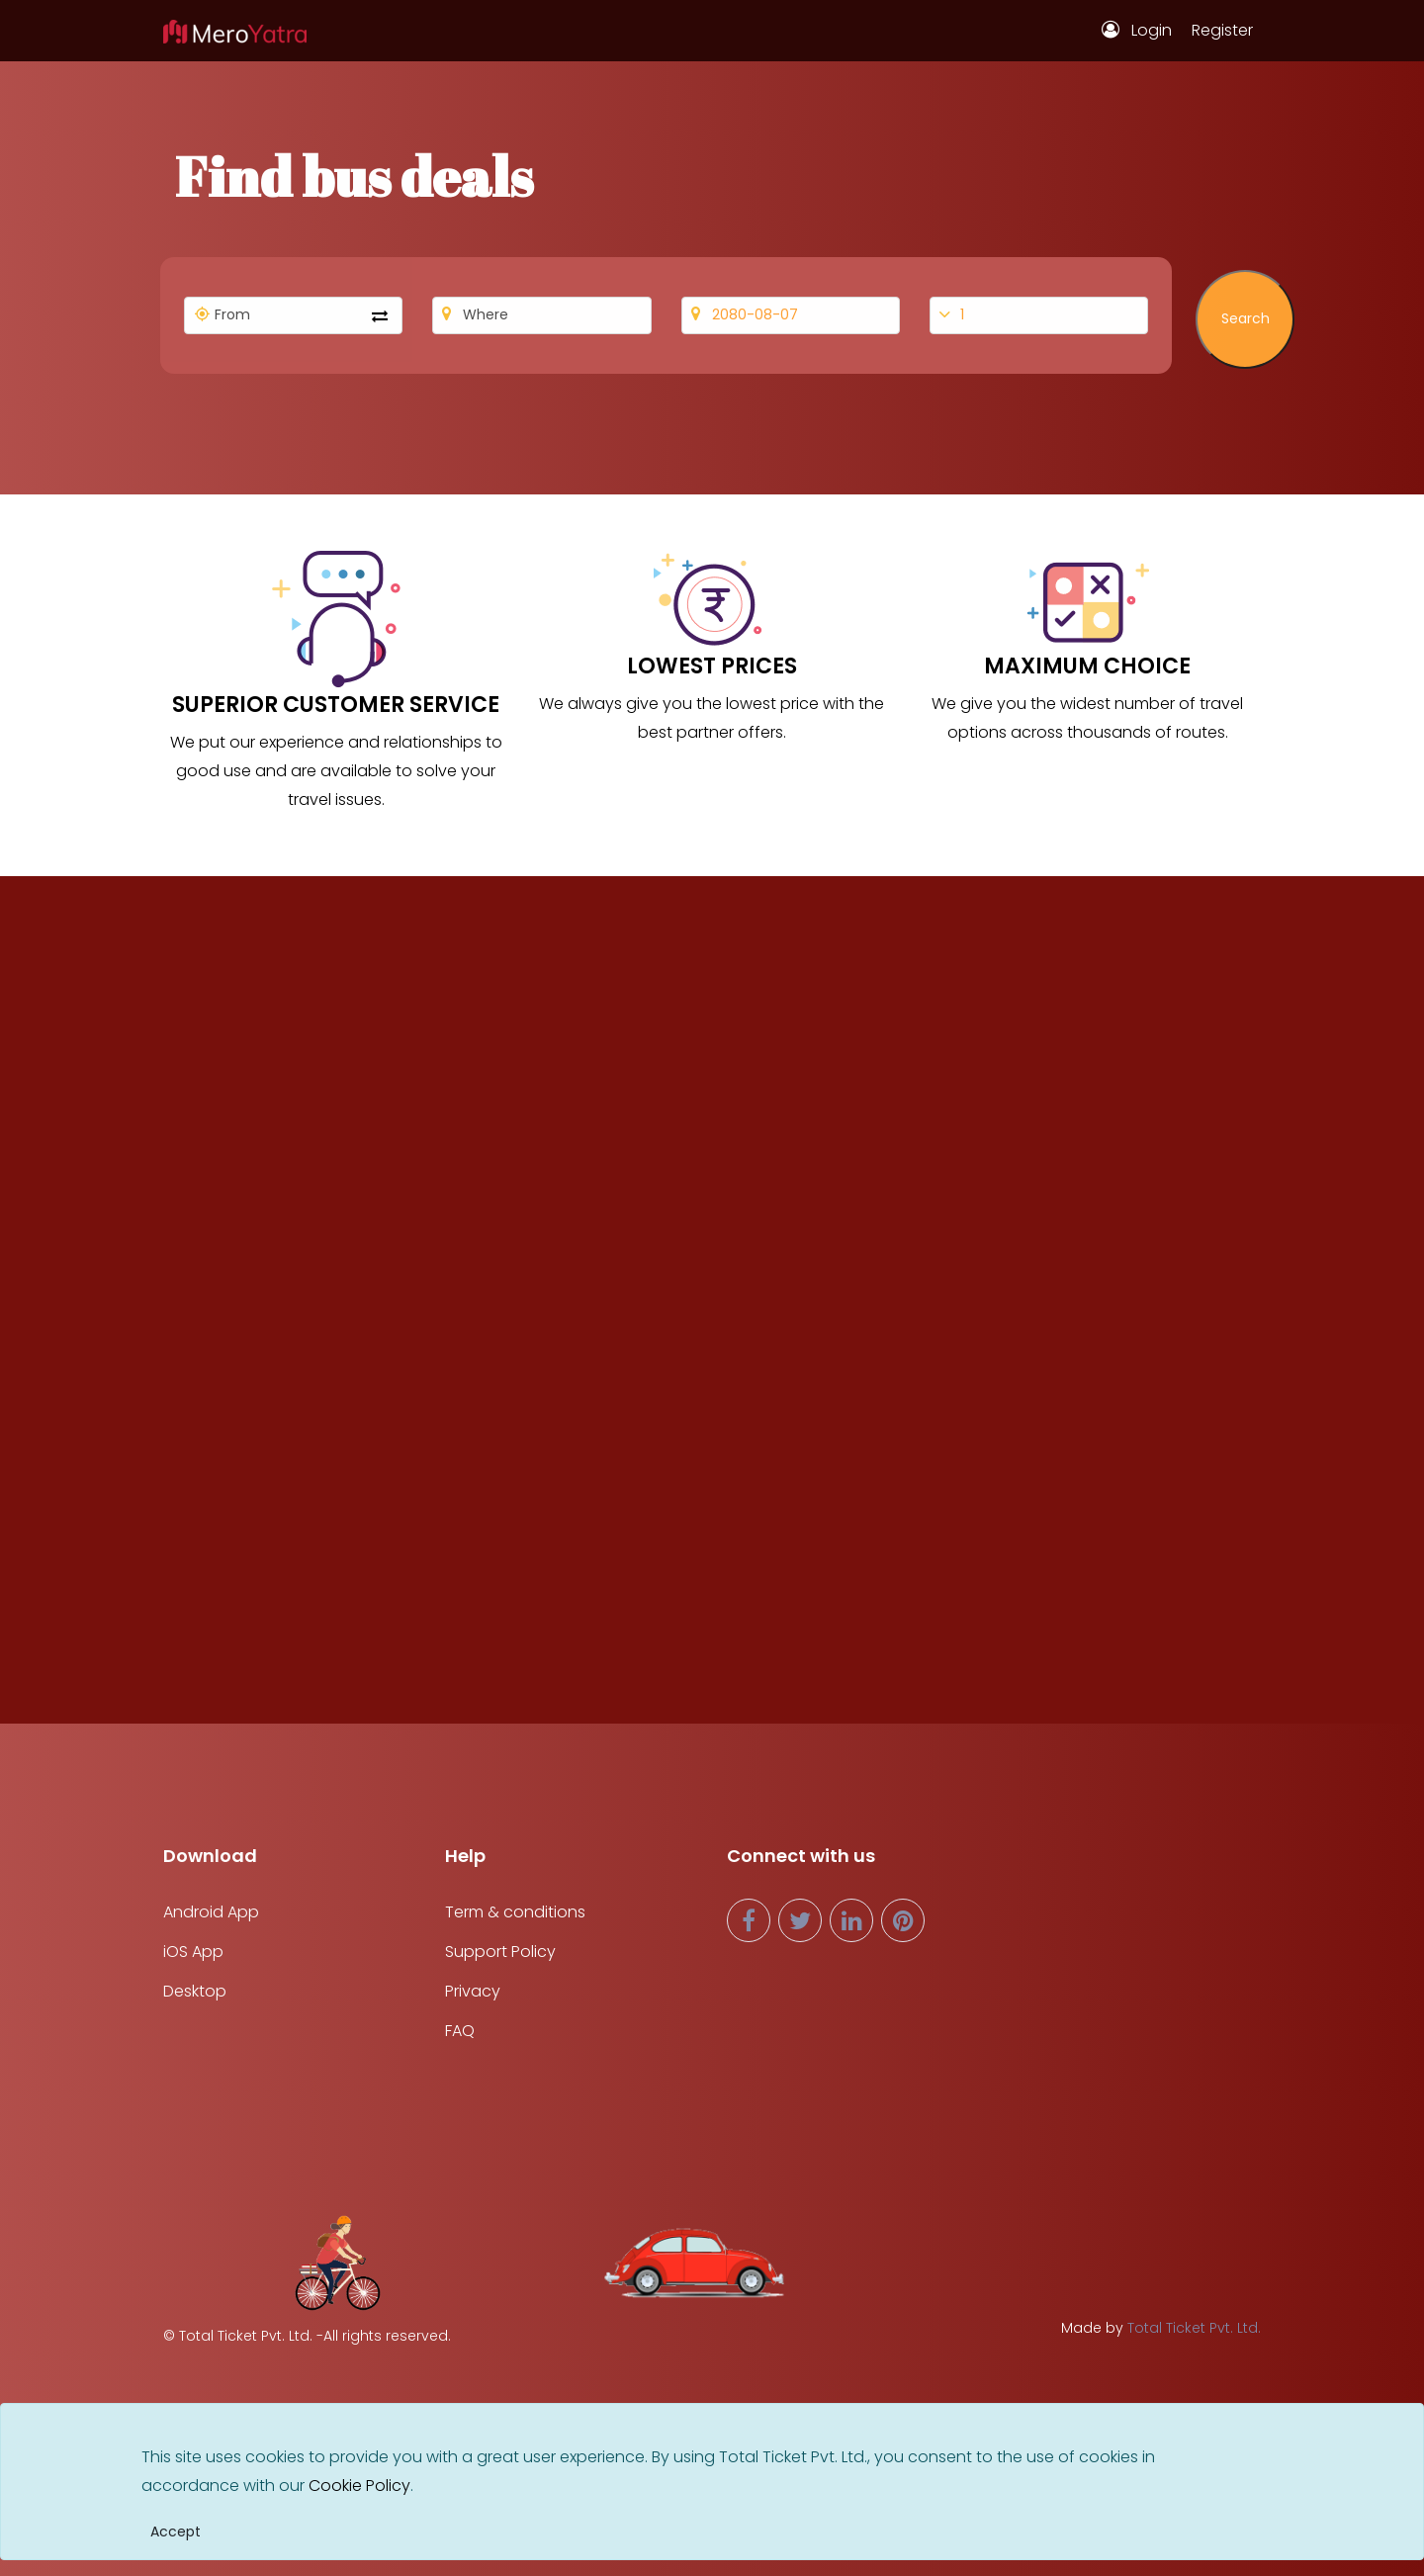 MeroYatra
Login Register
Find bus deals
From
Where
2080-08-07
1
Search
SUPERIOR CUSTOMER SERVICE
We put our experience and relationships to
good use and are available to solve your
travel issues.
LOWEST PRICES
We always give you the lowest price with the
best partner offers.
MAXIMUM CHOICE
We give you the widest number of travel
options across thousands of routes.
Download
Android App
iOS App
Desktop
Help
Term & conditions
Support Policy
Privacy
FAQ
Connect with us
© Total Ticket Pvt. Ltd. -All rights reserved.
Made by Total Ticket Pvt. Ltd.
This site uses cookies to provide you with a great user experience. By using Total Ticket Pvt. Ltd., you consent to the use of cookies in
accordance with our Cookie Policy.
Accept